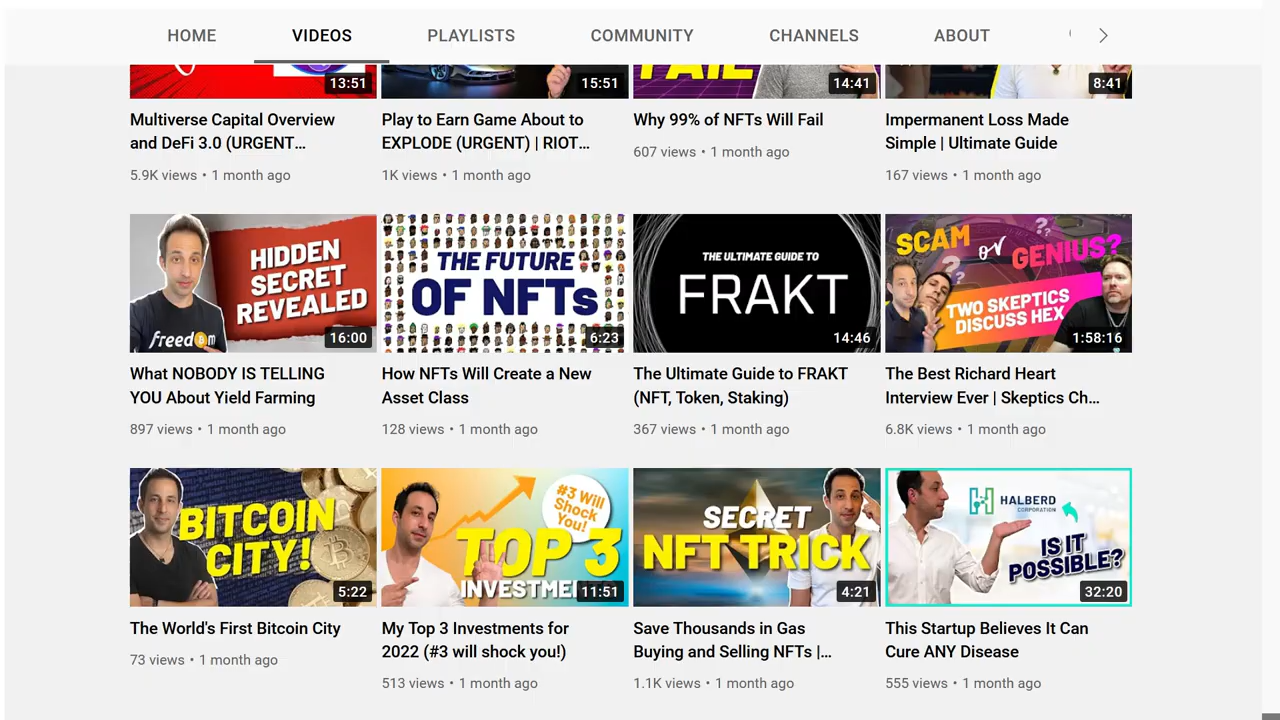 HOME VIDEOS PLAYLISTS COMMUNITY CHANNELS ABOUT
13:51
15:51
FAIL
14:41
8:41
Multiverse Capital Overview
and DeFi 3.0 (URGENT...
5.9K views • 1 month ago
Play to Earn Game About to
EXPLODE (URGENT) | RIOT...
1K views • 1 month ago
Why 99% of NFTs Will Fail
607 views • 1 month ago
Impermanent Loss Made
Simple | Ultimate Guide
167 views • 1 month ago
HIDDEN
SECRET
REVEALED
freedom
16:00
THE FUTURE
OF NFTs
6:23
THE ULTIMATE GUIDE TO
FRAKT
14:46
SCAM or GENIUS?
TWO SKEPTICS
DISCUSS HEX
1:58:16
What NOBODY IS TELLING
YOU About Yield Farming
897 views • 1 month ago
How NFTs Will Create a New
Asset Class
128 views • 1 month ago
The Ultimate Guide to FRAKT
(NFT, Token, Staking)
367 views • 1 month ago
The Best Richard Heart
Interview Ever | Skeptics Ch...
6.8K views • 1 month ago
BITCOIN
CITY!
5:22
#3 Will
Shock
You!
TOP 3
INVESTME
11:51
SECRET
NFT TRICK
4:21
HALBERD
CORPORATION
IS IT
POSSIBLE?
32:20
The World's First Bitcoin City
73 views • 1 month ago
My Top 3 Investments for
2022 (#3 will shock you!)
513 views • 1 month ago
Save Thousands in Gas
Buying and Selling NFTs |...
1.1K views • 1 month ago
This Startup Believes It Can
Cure ANY Disease
555 views • 1 month ago